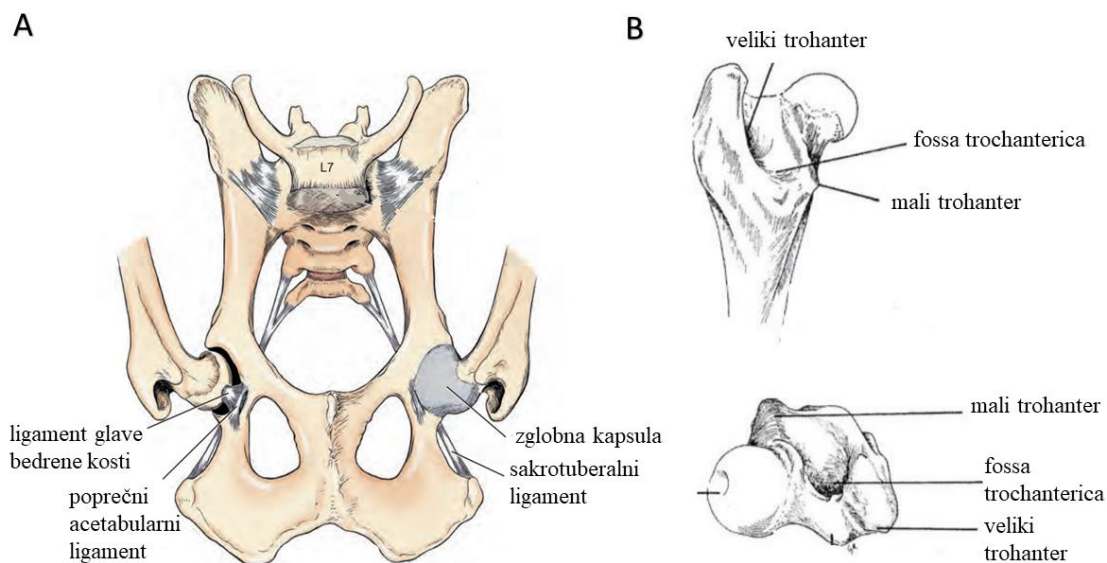 A
L7
ligament glave
bedrene kosti
poprečni
acetabularni
ligament
zglobna kapsula
sakrotuberalni
ligament
B
veliki trohanter
fossa trochanterica
mali trohanter
mali trohanter
fossa
trochanterica
veliki
trohanter